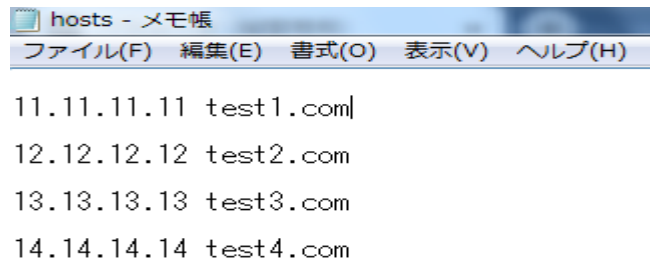 hosts - メモ帳
ファイル(F) 編集(E) 書式(O) 表示(V) ヘルプ(H)
11.11.11.11 test1.com
12.12.12.12 test2.com
13.13.13.13 test3.com
14.14.14.14 test4.com